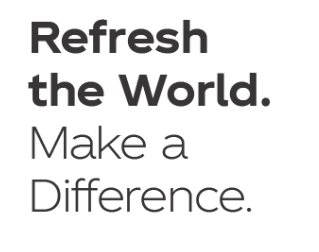 Refresh
the World.
Make a
Difference.